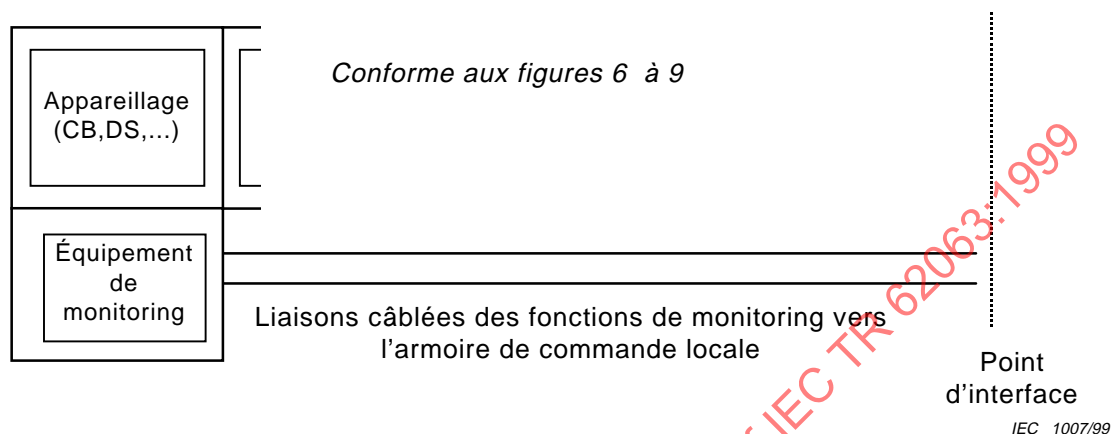 Conforme aux figures 6 à 9
Appareillage
(CB,DS,...)
Équipement
de
monitoring
Liaisons câblées des fonctions de monitoring vers
l'armoire de commande locale
Point
d'interface
IEC 1007/99
IEC TR 62063:1999